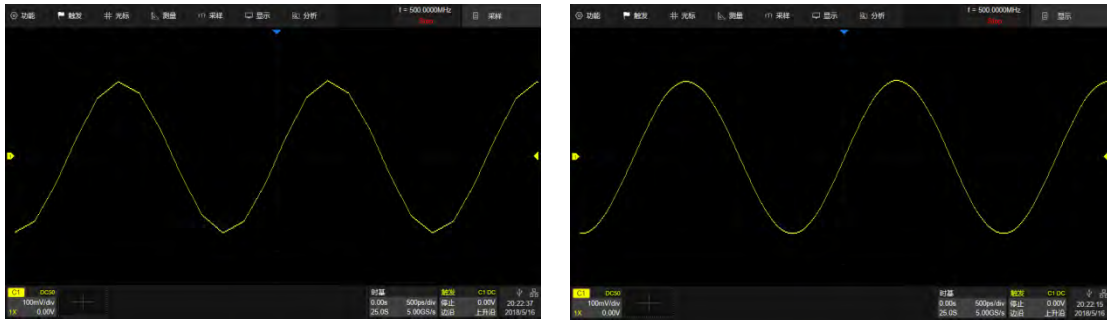 功能 触发 光标 测量 采样 显示 分析 f = 500.0000MHz 采样
C1 DC50
100mV/div
1X 0.00V
时基 触发 C1 DC
0.00s 500ps/div 停止 0.00V 20:22:37
25.0S 5.00GS/s 边沿 上升沿 2018/5/16
功能 触发 光标 测量 采样 显示 分析 f = 500.0000MHz 显示
C1 DC50
100mV/div
1X 0.00V
时基 触发 C1 DC
0.00s 500ps/div 停止 0.00V 20:22:15
25.0S 5.00GS/s 边沿 上升沿 2018/5/16